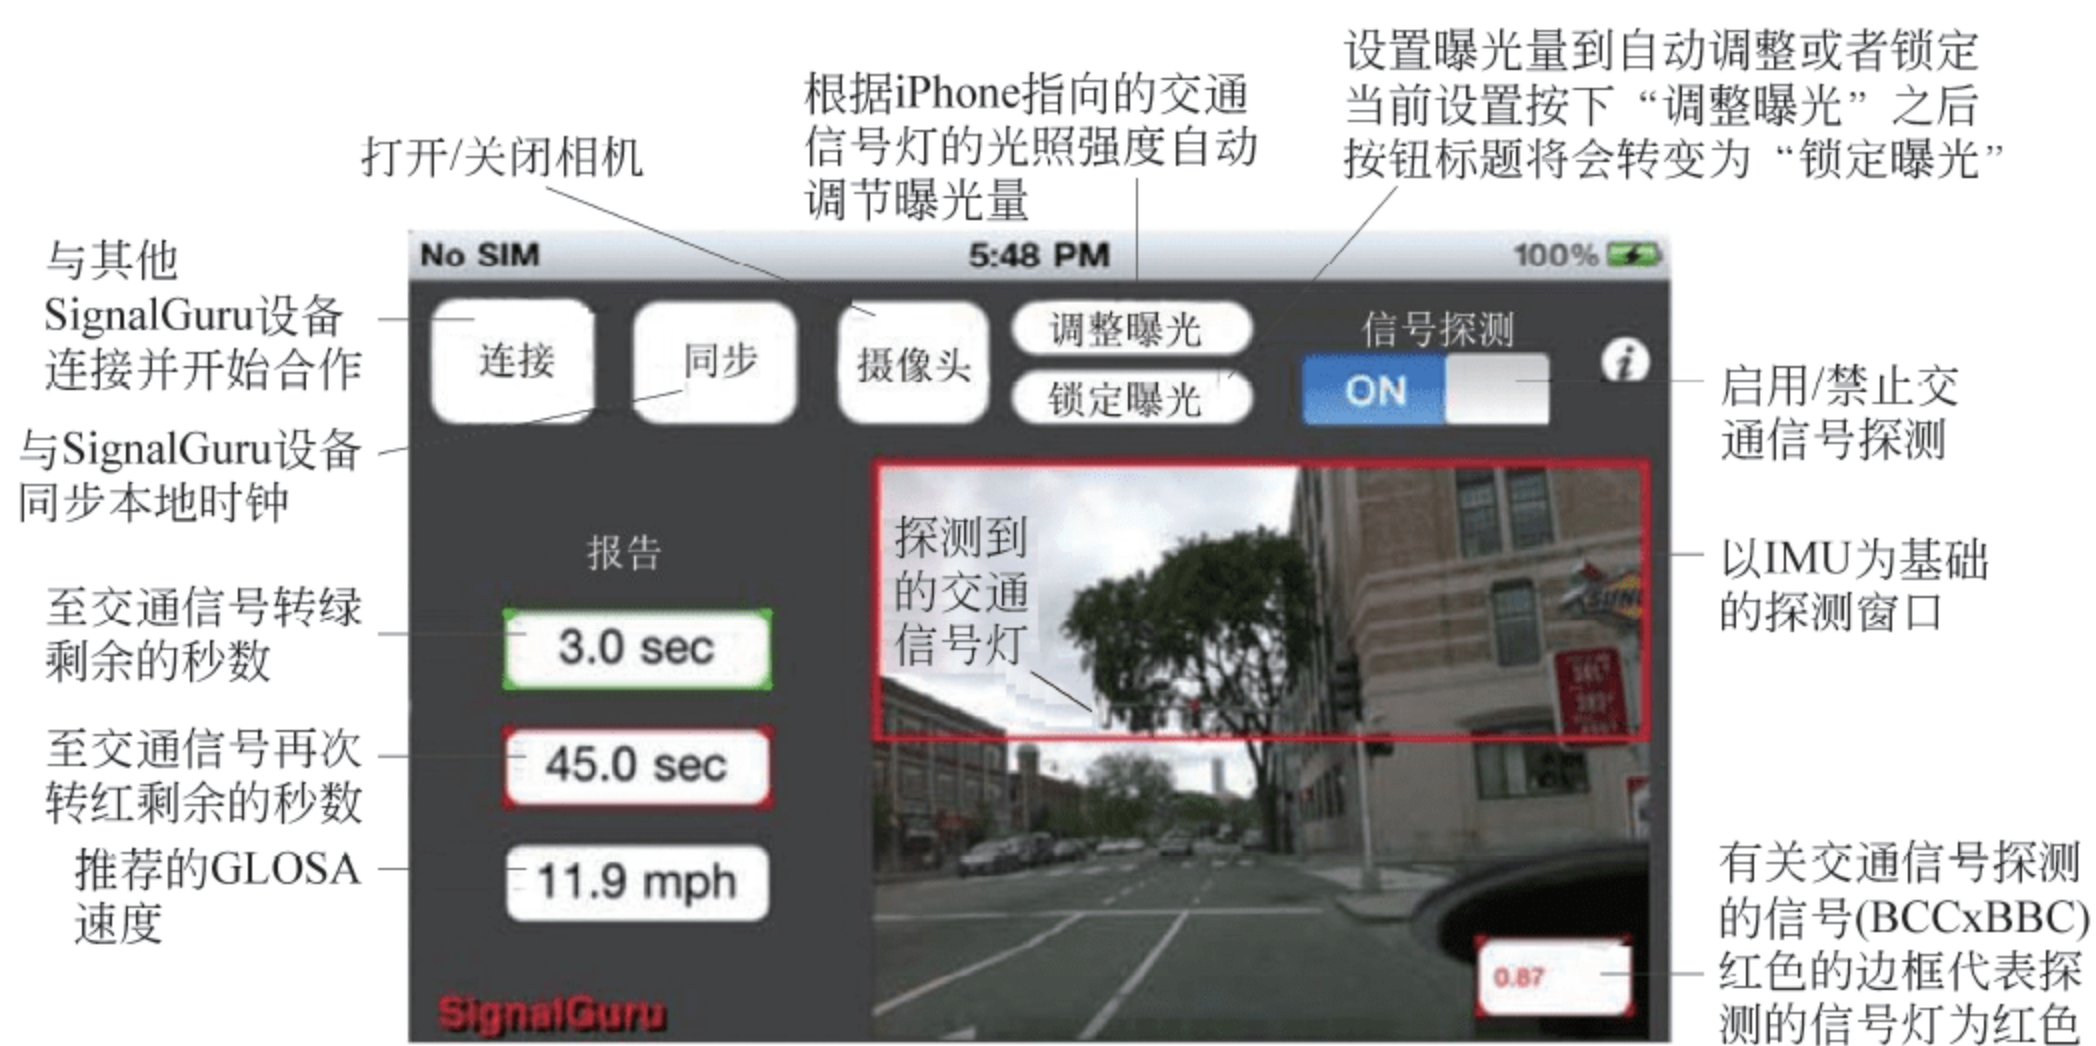 设置曝光量到自动调整或者锁定
当前设置按下“调整曝光”之后
按钮标题将会转变为“锁定曝光”
根据iPhone指向的交通
信号灯的光照强度自动
调节曝光量
打开/关闭相机
与其他
SignalGuru设备
连接并开始合作
与SignalGuru设备
同步本地时钟
No SIM
5:48 PM
100%
连接
同步
摄像头
调整曝光
锁定曝光
信号探测
ON
i
启用/禁止交
通信号探测
报告
探测到
的交通
信号灯
以IMU为基础
的探测窗口
至交通信号转绿
剩余的秒数
3.0 sec
至交通信号再次
转红剩余的秒数
45.0 sec
推荐的GLOSA
速度
11.9 mph
有关交通信号探测
的信号(BCCxBBC)
红色的边框代表探
测的信号灯为红色
0.87
SignalGuru